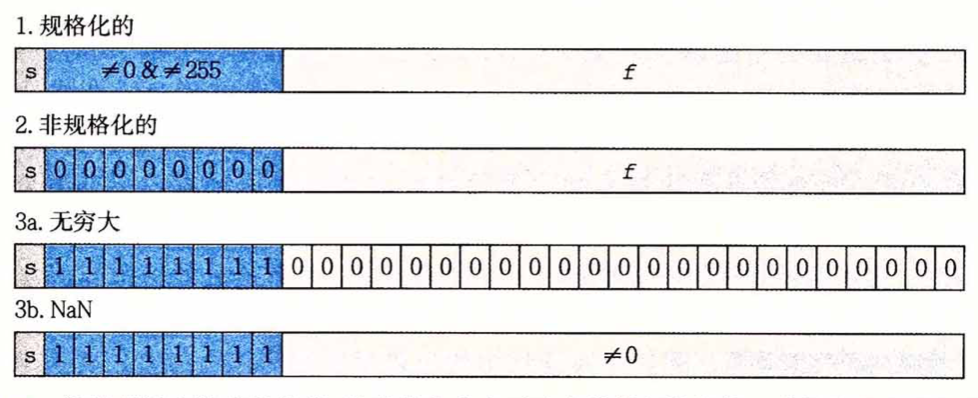 1. 规格化的
s ≠0 & ≠255 f
2. 非规格化的
s 0 0 0 0 0 0 0 0 f
3a. 无穷大
s 1 1 1 1 1 1 1 1 0 0 0 0 0 0 0 0 0 0 0 0 0 0 0 0 0 0 0 0 0 0 0
3b. NaN
s 1 1 1 1 1 1 1 1 ≠0